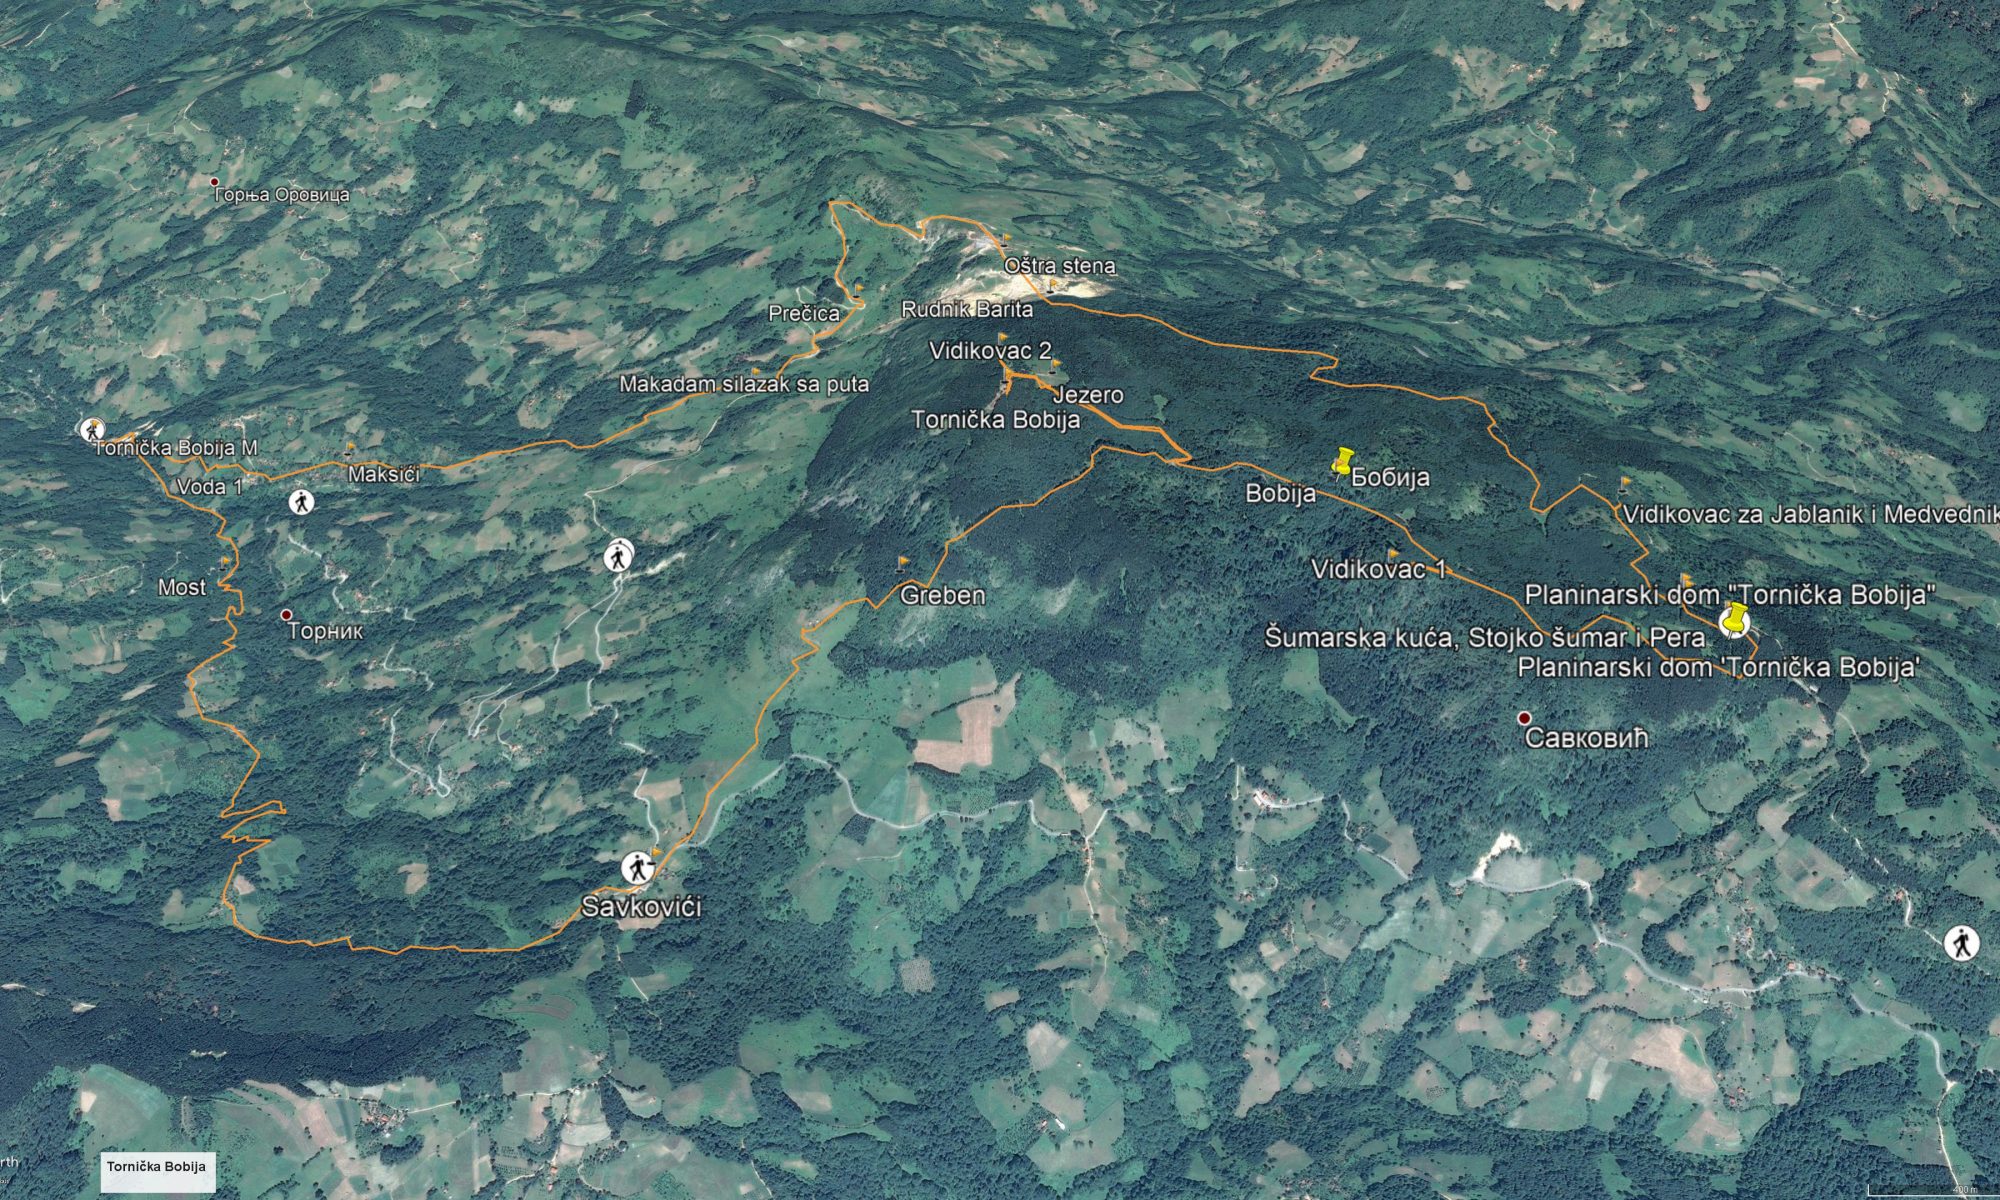 Горња Оровица
Oštra stena
Rudnik Barita
Prečica
Vidikovac 2
Makadam silazak sa puta
Jezero
Tornička Bobija
Tornička Bobija M
Maksići
Voda 1
Бобија
Bobija
Vidikovac za Jablanik i Medvednik
Vidikovac 1
Most
Greben
Planinarski dom "Tornička Bobija"
Торник
Šumarska kuća, Stojko šumar i Pera
Planinarski dom 'Tornička Bobija'
Савковић
Savkovići
rth
Tornička Bobija
400 m